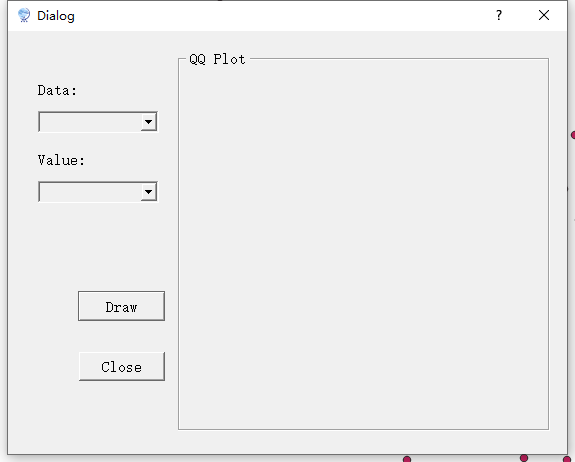 Dialog
QQ Plot
Data:
Value:
Draw
Close